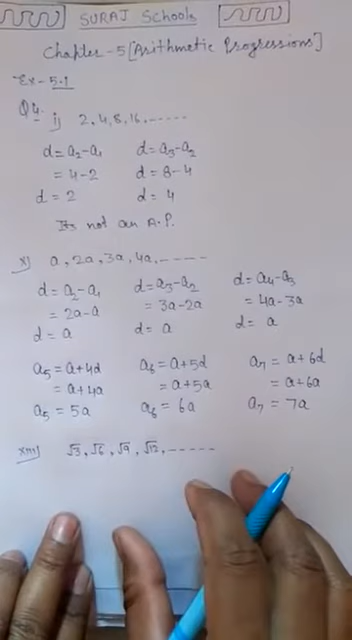 SURAJ Schools
Chapter-5 [Arithmetic Progressions]
Ex-5.1
Q4. i) 2, 4, 8, 16, -----
d = a₂-a₁ d = a₃-a₂
= 4-2 d = 8-4
d = 2 d = 4
Its not an A.P.
x) a, 2a, 3a, 4a, -----
d = a₂-a₁ d = a₃-a₂ d = a₄-a₃
= 2a-a = 3a-2a = 4a-3a
d = a d = a d = a
a₅ = a+4d a₆ = a+5d a₇ = a+6d
= a+4a = a+5a = a+6a
a₅ = 5a a₆ = 6a a₇ = 7a
xiii) √3, √6, √9, √12, -----